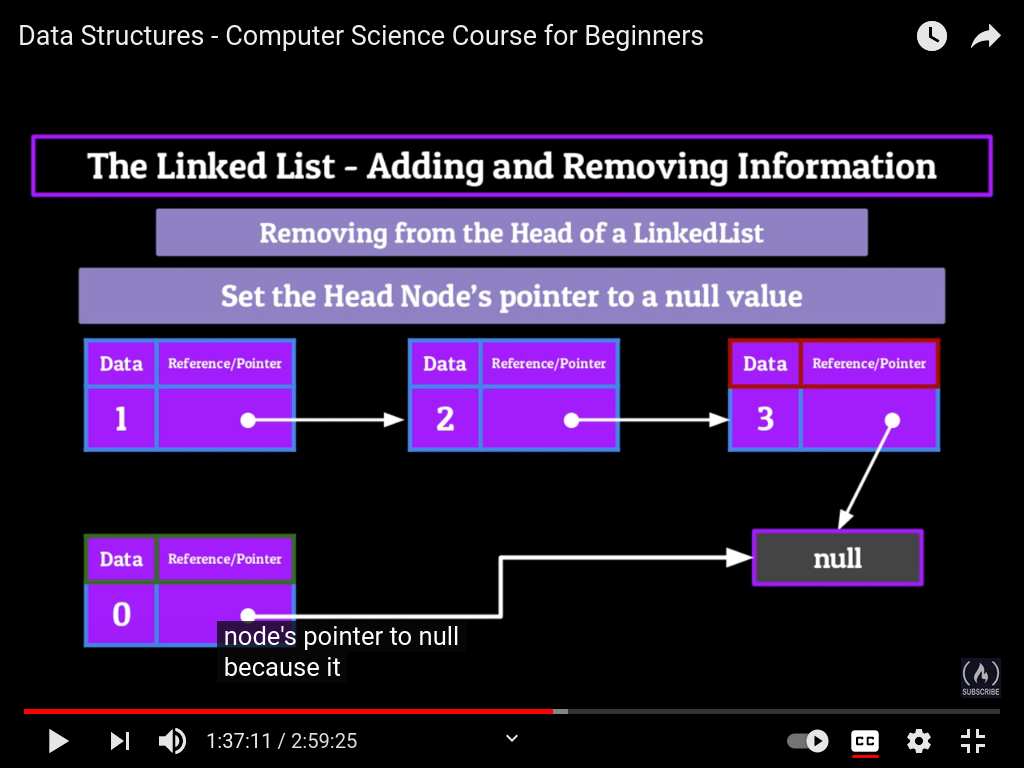 Data Structures - Computer Science Course for Beginners
The Linked List - Adding and Removing Information
Removing from the Head of a LinkedList
Set the Head Node's pointer to a null value
Data Reference/Pointer Data Reference/Pointer Data Reference/Pointer
1 2 3
Data Reference/Pointer
null
0
node's pointer to null
because it
SUBSCRIBE
1:37:11 / 2:59:25
CC